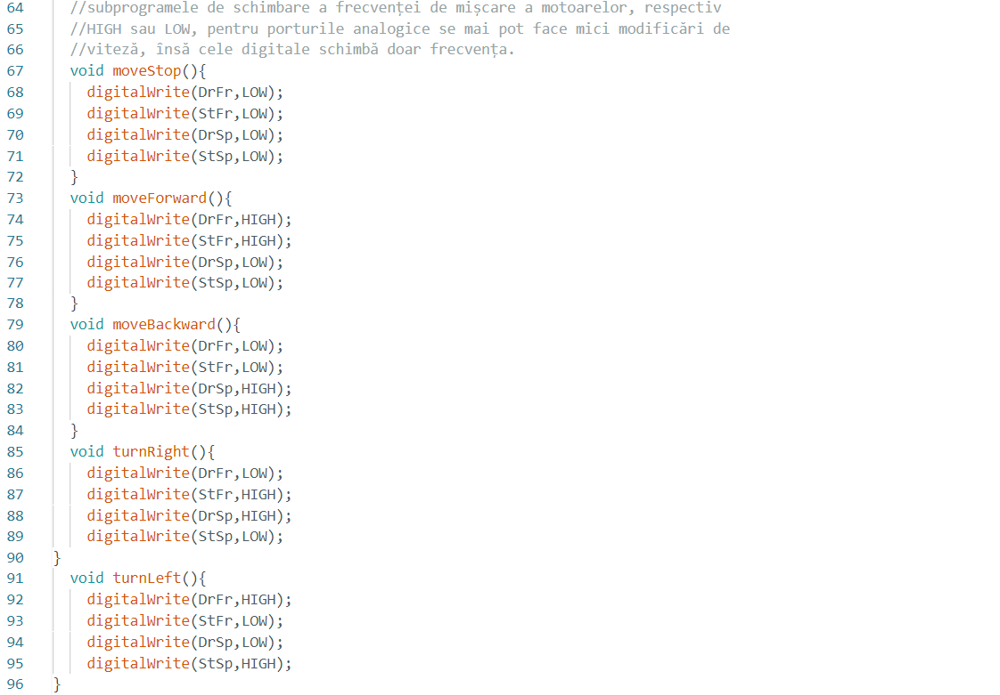 64 //subprogramele de schimbare a frecvenței de mișcare a motoarelor, respectiv
65 //HIGH sau LOW, pentru porturile analogice se mai pot face mici modificări de
66 //viteză, însă cele digitale schimbă doar frecvența.
67 void moveStop(){
68 digitalWrite(DrFr,LOW);
69 digitalWrite(StFr,LOW);
70 digitalWrite(DrSp,LOW);
71 digitalWrite(StSp,LOW);
72 }
73 void moveForward(){
74 digitalWrite(DrFr,HIGH);
75 digitalWrite(StFr,HIGH);
76 digitalWrite(DrSp,LOW);
77 digitalWrite(StSp,LOW);
78 }
79 void moveBackward(){
80 digitalWrite(DrFr,LOW);
81 digitalWrite(StFr,LOW);
82 digitalWrite(DrSp,HIGH);
83 digitalWrite(StSp,HIGH);
84 }
85 void turnRight(){
86 digitalWrite(DrFr,LOW);
87 digitalWrite(StFr,HIGH);
88 digitalWrite(DrSp,HIGH);
89 digitalWrite(StSp,LOW);
90 }
91 void turnLeft(){
92 digitalWrite(DrFr,HIGH);
93 digitalWrite(StFr,LOW);
94 digitalWrite(DrSp,LOW);
95 digitalWrite(StSp,HIGH);
96 }